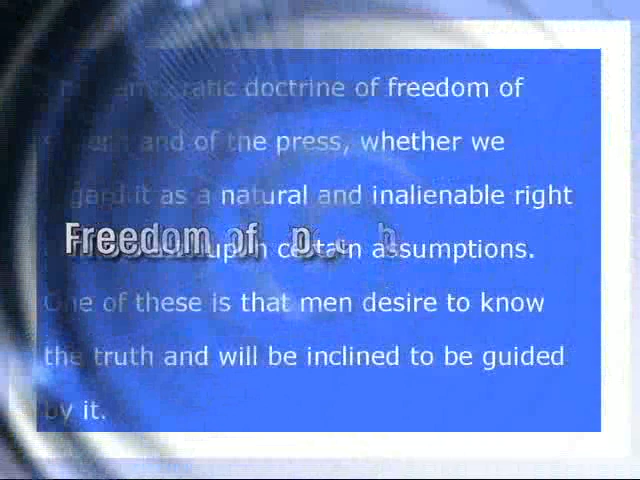 doctrine of freedom of
and of the press, whether we
it as a natural and inalienable right
Freedom of
certain assumptions.
One of these is that men desire to know
the truth and will be inclined to be guided
by it.